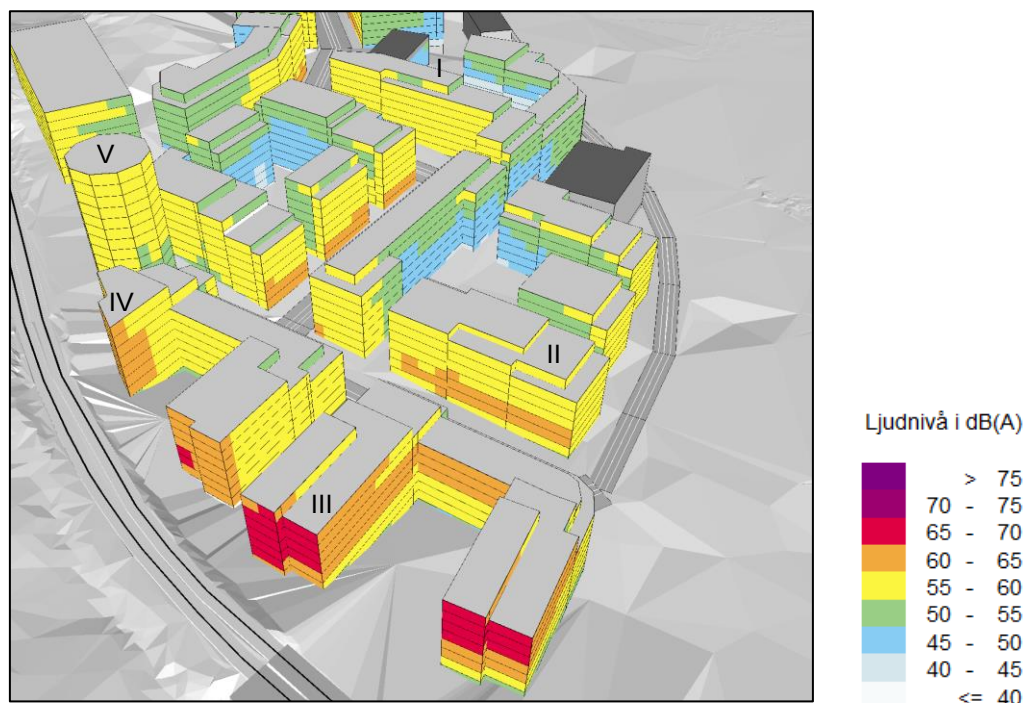 I
V
IV
II
III
Ljudnivå i dB(A)
> 75
70 - 75
65 - 70
60 - 65
55 - 60
50 - 55
45 - 50
40 - 45
<= 40